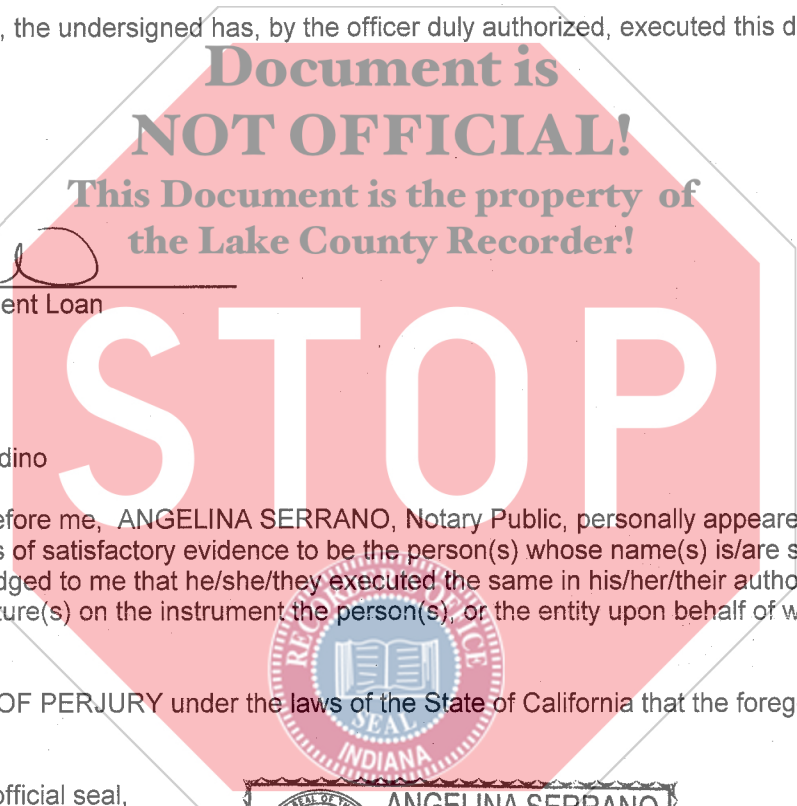 , the undersigned has, by the officer duly authorized, executed this d
Document is
NOT OFFICIAL!
This Document is the property of
the Lake County Recorder!
ent Loan
STOP
dino
efore me, ANGELINA SERRANO, Notary Public, personally appeare
s of satisfactory evidence to be the person(s) whose name(s) is/are s
dged to me that he/she/they executed the same in his/her/their autho
ture(s) on the instrument the person(s), or the entity upon behalf of w
RECORDER'S OFFICE
SEAL
INDIANA
OF PERJURY under the laws of the State of California that the foreg
official seal,
SEAL OF
ANGELINA SERRANO